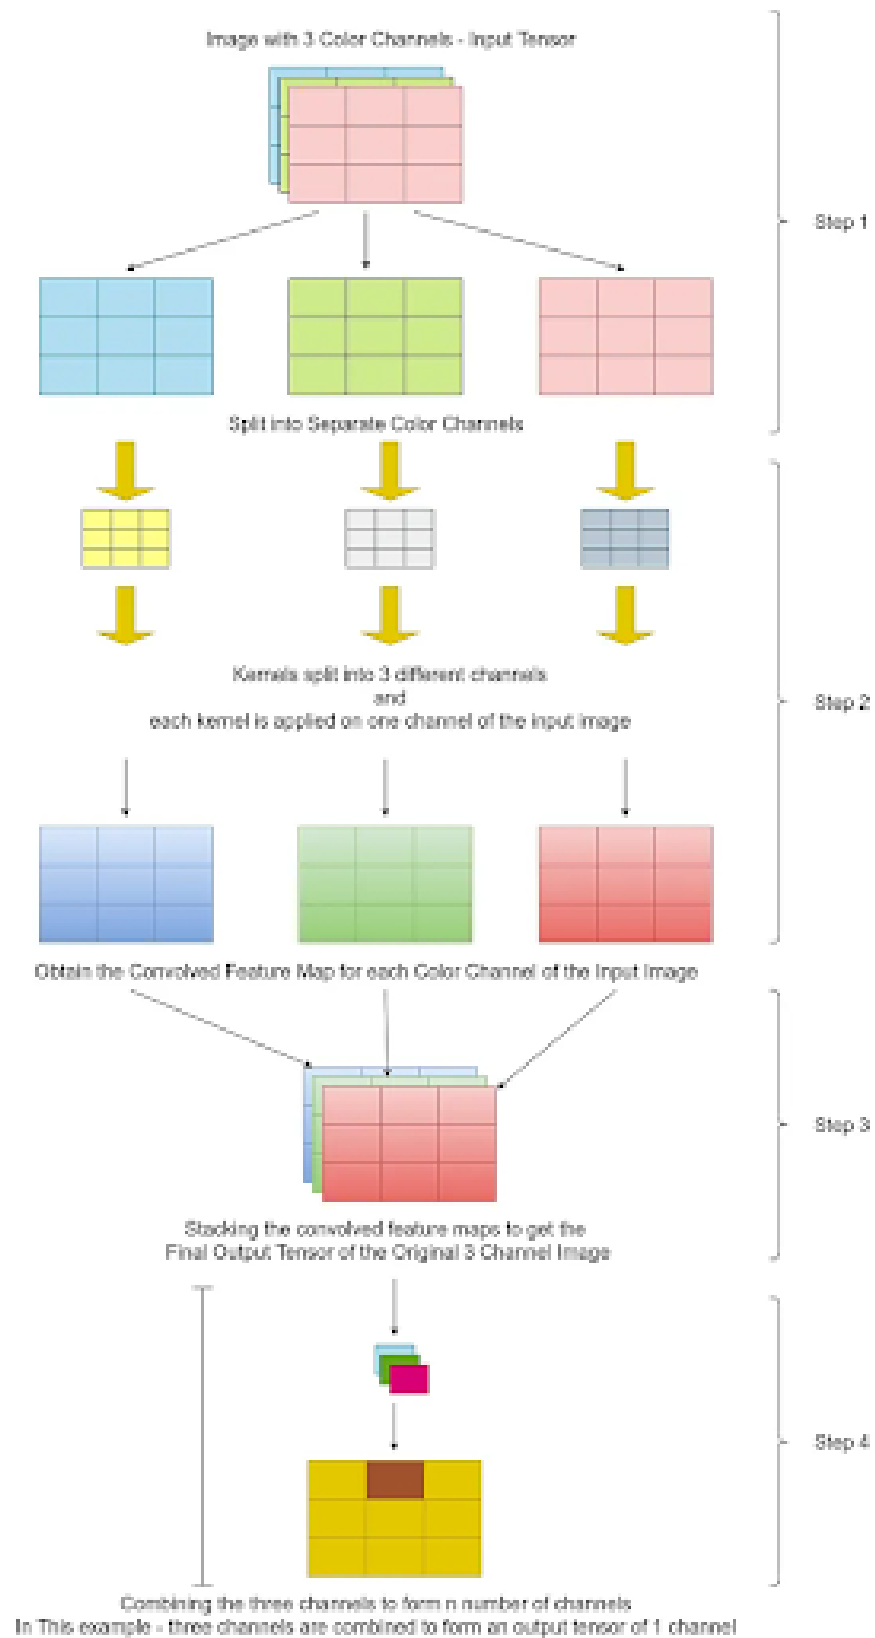 Image with 3 Color Channels - Input Tensor
Step 1
Split into Separate Color Channels
Kernels split into 3 different channels
and
each kernel is applied on one channel of the input image
Step 2
Obtain the Convolved Feature Map for each Color Channel of the Input Image
Step 3
Stacking the convolved feature maps to get the
Final Output Tensor of the Original 3 Channel Image
Step 4
Combining the three channels to form n number of channels
In This example - three channels are combined to form an output tensor of 1 channel